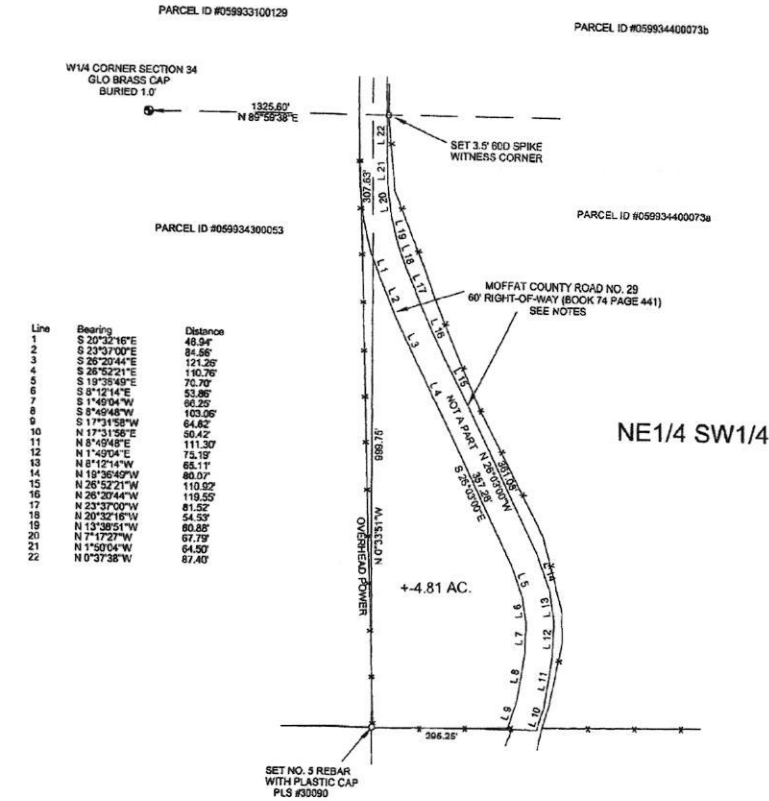 PARCEL ID #059933100129
PARCEL ID #059934400073b
W1/4 CORNER SECTION 34
GLO BRASS CAP
BURIED 1.0'
1325.60'
N 89°59'38"E
SET 3.5' 60D SPIKE
WITNESS CORNER
L 22
L 21
L 20
307.63'
PARCEL ID #059934300053
PARCEL ID #059934400073a
L 19
L 18
L 17
L 16
L 15
L 1
L 2
L 3
L 4
MOFFAT COUNTY ROAD NO. 29
60' RIGHT-OF-WAY (BOOK 74 PAGE 441)
SEE NOTES
Line Bearing Distance
1 S 20°32'16"E 48.94'
2 S 23°37'00"E 84.56'
3 S 26°20'44"E 121.26'
4 S 26°52'21"E 110.76'
5 S 19°36'49"E 70.70'
6 S 8°12'14"E 53.86'
7 S 1°49'04"W 66.25'
8 S 8°49'48"W 103.06'
9 S 17°31'58"W 64.62'
10 N 17°31'56"E 50.42'
11 N 8°49'48"E 111.30'
12 N 1°49'04"E 75.19'
13 N 8°12'14"W 65.11'
14 N 19°36'49"W 80.07'
15 N 26°52'21"W 110.92'
16 N 26°20'44"W 119.55'
17 N 23°37'00"W 81.52'
18 N 20°32'16"W 54.53'
19 N 13°38'51"W 60.88'
20 N 7°17'27"W 67.79'
21 N 1°50'04"W 64.50'
22 N 0°37'38"W 87.40'
NE1/4 SW1/4
NOT A PART
N 26°03'00"W
361.08'
357.28'
S 26°03'00"E
999.76'
N 0°33'51"W
OVERHEAD POWER
+-4.81 AC.
L 5
L 6
L 7
L 8
L 9
L 14
L 13
L 12
L 11
L 10
SET NO. 5 REBAR
WITH PLASTIC CAP
PLS #30090